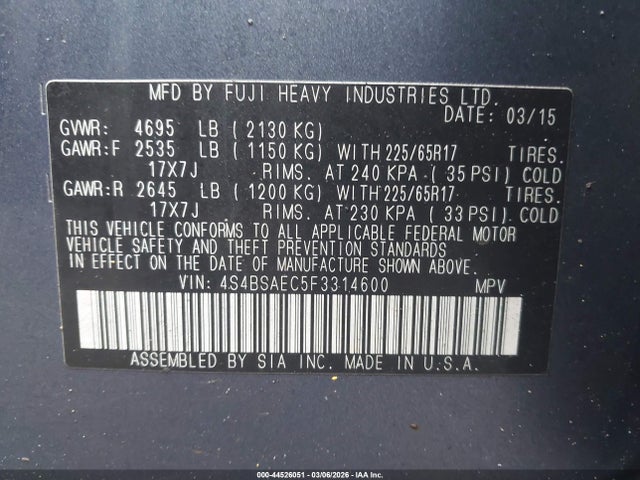 MFD BY FUJI HEAVY INDUSTRIES LTD.
DATE: 03/15
GVWR: 4695 LB ( 2130 KG)
GAWR:F 2535 LB ( 1150 KG) WITH 225/65R17 TIRES.
17X7J RIMS. AT 240 KPA ( 35 PSI) COLD
GAWR:R 2645 LB ( 1200 KG) WITH 225/65R17 TIRES.
17X7J RIMS. AT 230 KPA ( 33 PSI). COLD
THIS VEHICLE CONFORMS TO ALL APPLICABLE FEDERAL MOTOR
VEHICLE SAFETY AND THEFT PREVENTION STANDARDS
IN EFFECT ON THE DATE OF MANUFACTURE SHOWN ABOVE.
VIN: 4S4BSAEC5F3314600 MPV
ASSEMBLED BY SIA INC. MADE IN U.S.A.
000-44526051 - 03/06/2026 - IAACORP